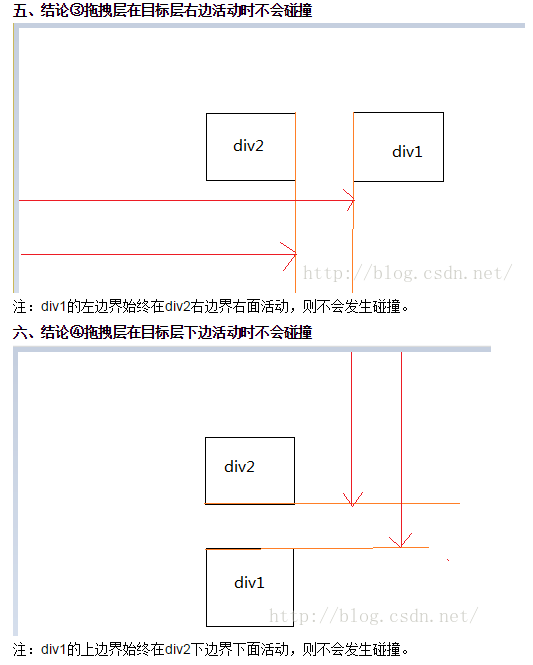 五、结论③拖拽层在目标层右边活动时不会碰撞
div2
div1
http://blog.csdn.net/
注：div1的左边界始终在div2右边界右面活动，则不会发生碰撞。
六、结论④拖拽层在目标层下边活动时不会碰撞
div2
div1
http://blog.csdn.net/
注：div1的上边界始终在div2下边界下面活动，则不会发生碰撞。